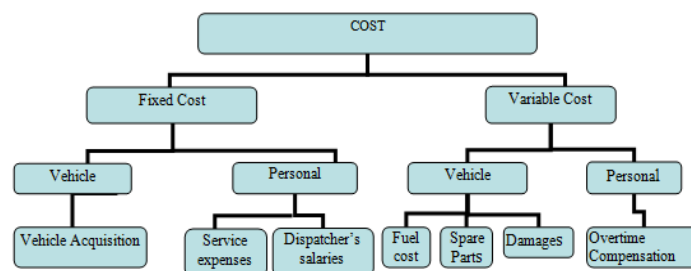 COST
Fixed Cost
Variable Cost
Vehicle
Personal
Vehicle
Personal
Vehicle Acquisition
Service
expenses
Dispatcher's
salaries
Fuel
cost
Spare
Parts
Damages
Overtime
Compensation